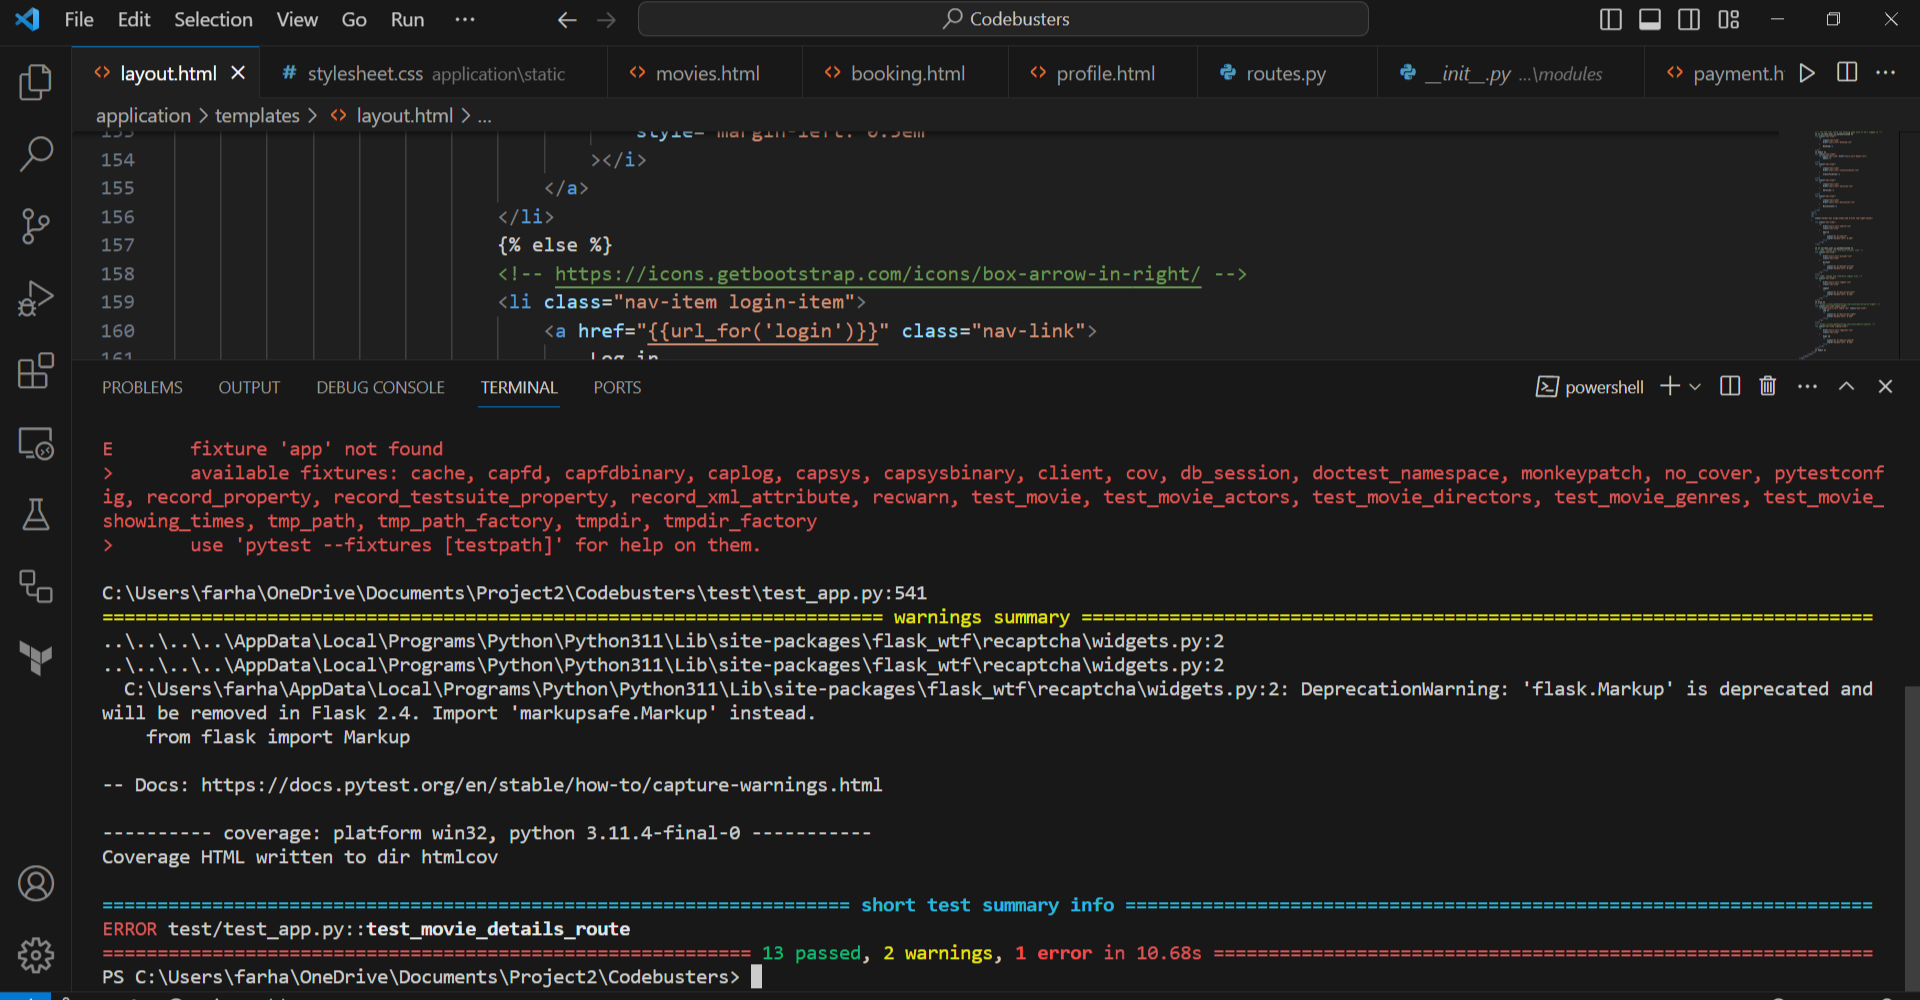 File Edit Selection View Go Run ··· Codebusters
layout.html stylesheet.css application\static movies.html booking.html profile.html routes.py __init__.py ...\modules payment.h
application > templates > layout.html > ...
153 style="margin-left: 0.5em"
154 ></i>
155 </a>
156 </li>
157 {% else %}
158 <!-- https://icons.getbootstrap.com/icons/box-arrow-in-right/ -->
159 <li class="nav-item login-item">
160 <a href="{{url_for('login')}}" class="nav-link">
161 Log in
PROBLEMS OUTPUT DEBUG CONSOLE TERMINAL PORTS powershell
E fixture 'app' not found
> available fixtures: cache, capfd, capfdbinary, caplog, capsys, capsysbinary, client, cov, db_session, doctest_namespace, monkeypatch, no_cover, pytestconf
ig, record_property, record_testsuite_property, record_xml_attribute, recwarn, test_movie, test_movie_actors, test_movie_directors, test_movie_genres, test_movie_
showing_times, tmp_path, tmp_path_factory, tmpdir, tmpdir_factory
> use 'pytest --fixtures [testpath]' for help on them.
C:\Users\farha\OneDrive\Documents\Project2\Codebusters\test\test_app.py:541
======================================================================= warnings summary ========================================================================
..\..\..\..\AppData\Local\Programs\Python\Python311\Lib\site-packages\flask_wtf\recaptcha\widgets.py:2
..\..\..\..\AppData\Local\Programs\Python\Python311\Lib\site-packages\flask_wtf\recaptcha\widgets.py:2
C:\Users\farha\AppData\Local\Programs\Python\Python311\Lib\site-packages\flask_wtf\recaptcha\widgets.py:2: DeprecationWarning: 'flask.Markup' is deprecated and
will be removed in Flask 2.4. Import 'markupsafe.Markup' instead.
from flask import Markup
-- Docs: https://docs.pytest.org/en/stable/how-to/capture-warnings.html
---------- coverage: platform win32, python 3.11.4-final-0 -----------
Coverage HTML written to dir htmlcov
==================================================================== short test summary info ====================================================================
ERROR test/test_app.py::test_movie_details_route
=========================================================== 13 passed, 2 warnings, 1 error in 10.68s ============================================================
PS C:\Users\farha\OneDrive\Documents\Project2\Codebusters>